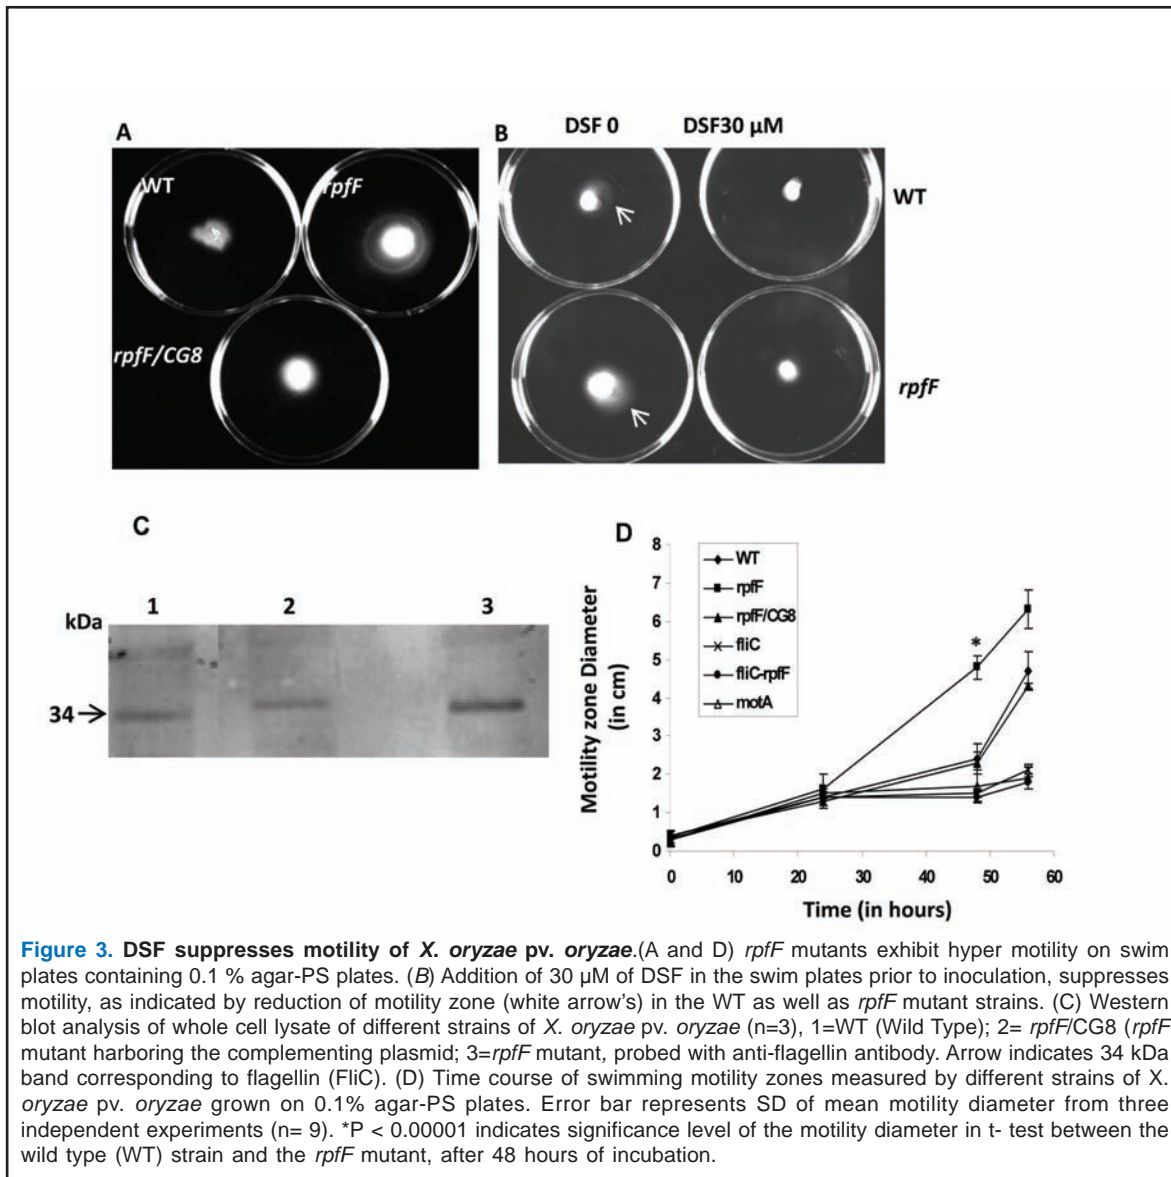 A
B
DSF 0
DSF30 µM
WT
rpfF
rpfF/CG8
WT
rpfF
C
kDa
1
2
3
34
D
8
7
6
5
4
3
2
1
0
Motility zone Diameter
(in cm)
WT
rpfF
rpfF/CG8
fliC
fliC-rpfF
motA
*
0
10
20
30
40
50
60
Time (in hours)
Figure 3. DSF suppresses motility of X. oryzae pv. oryzae.(A and D) rpfF mutants exhibit hyper motility on swim
plates containing 0.1 % agar-PS plates. (B) Addition of 30 µM of DSF in the swim plates prior to inoculation, suppresses
motility, as indicated by reduction of motility zone (white arrow's) in the WT as well as rpfF mutant strains. (C) Western
blot analysis of whole cell lysate of different strains of X. oryzae pv. oryzae (n=3), 1=WT (Wild Type); 2= rpfF/CG8 (rpfF
mutant harboring the complementing plasmid; 3=rpfF mutant, probed with anti-flagellin antibody. Arrow indicates 34 kDa
band corresponding to flagellin (FliC). (D) Time course of swimming motility zones measured by different strains of X.
oryzae pv. oryzae grown on 0.1% agar-PS plates. Error bar represents SD of mean motility diameter from three
independent experiments (n= 9). *P < 0.00001 indicates significance level of the motility diameter in t- test between the
wild type (WT) strain and the rpfF mutant, after 48 hours of incubation.